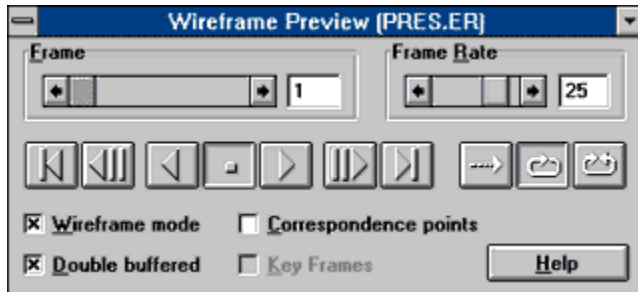 Wireframe Preview (PRES.ER)
Frame
Frame Rate
1
25
Wireframe mode
Correspondence points
Double buffered
Key Frames
Help